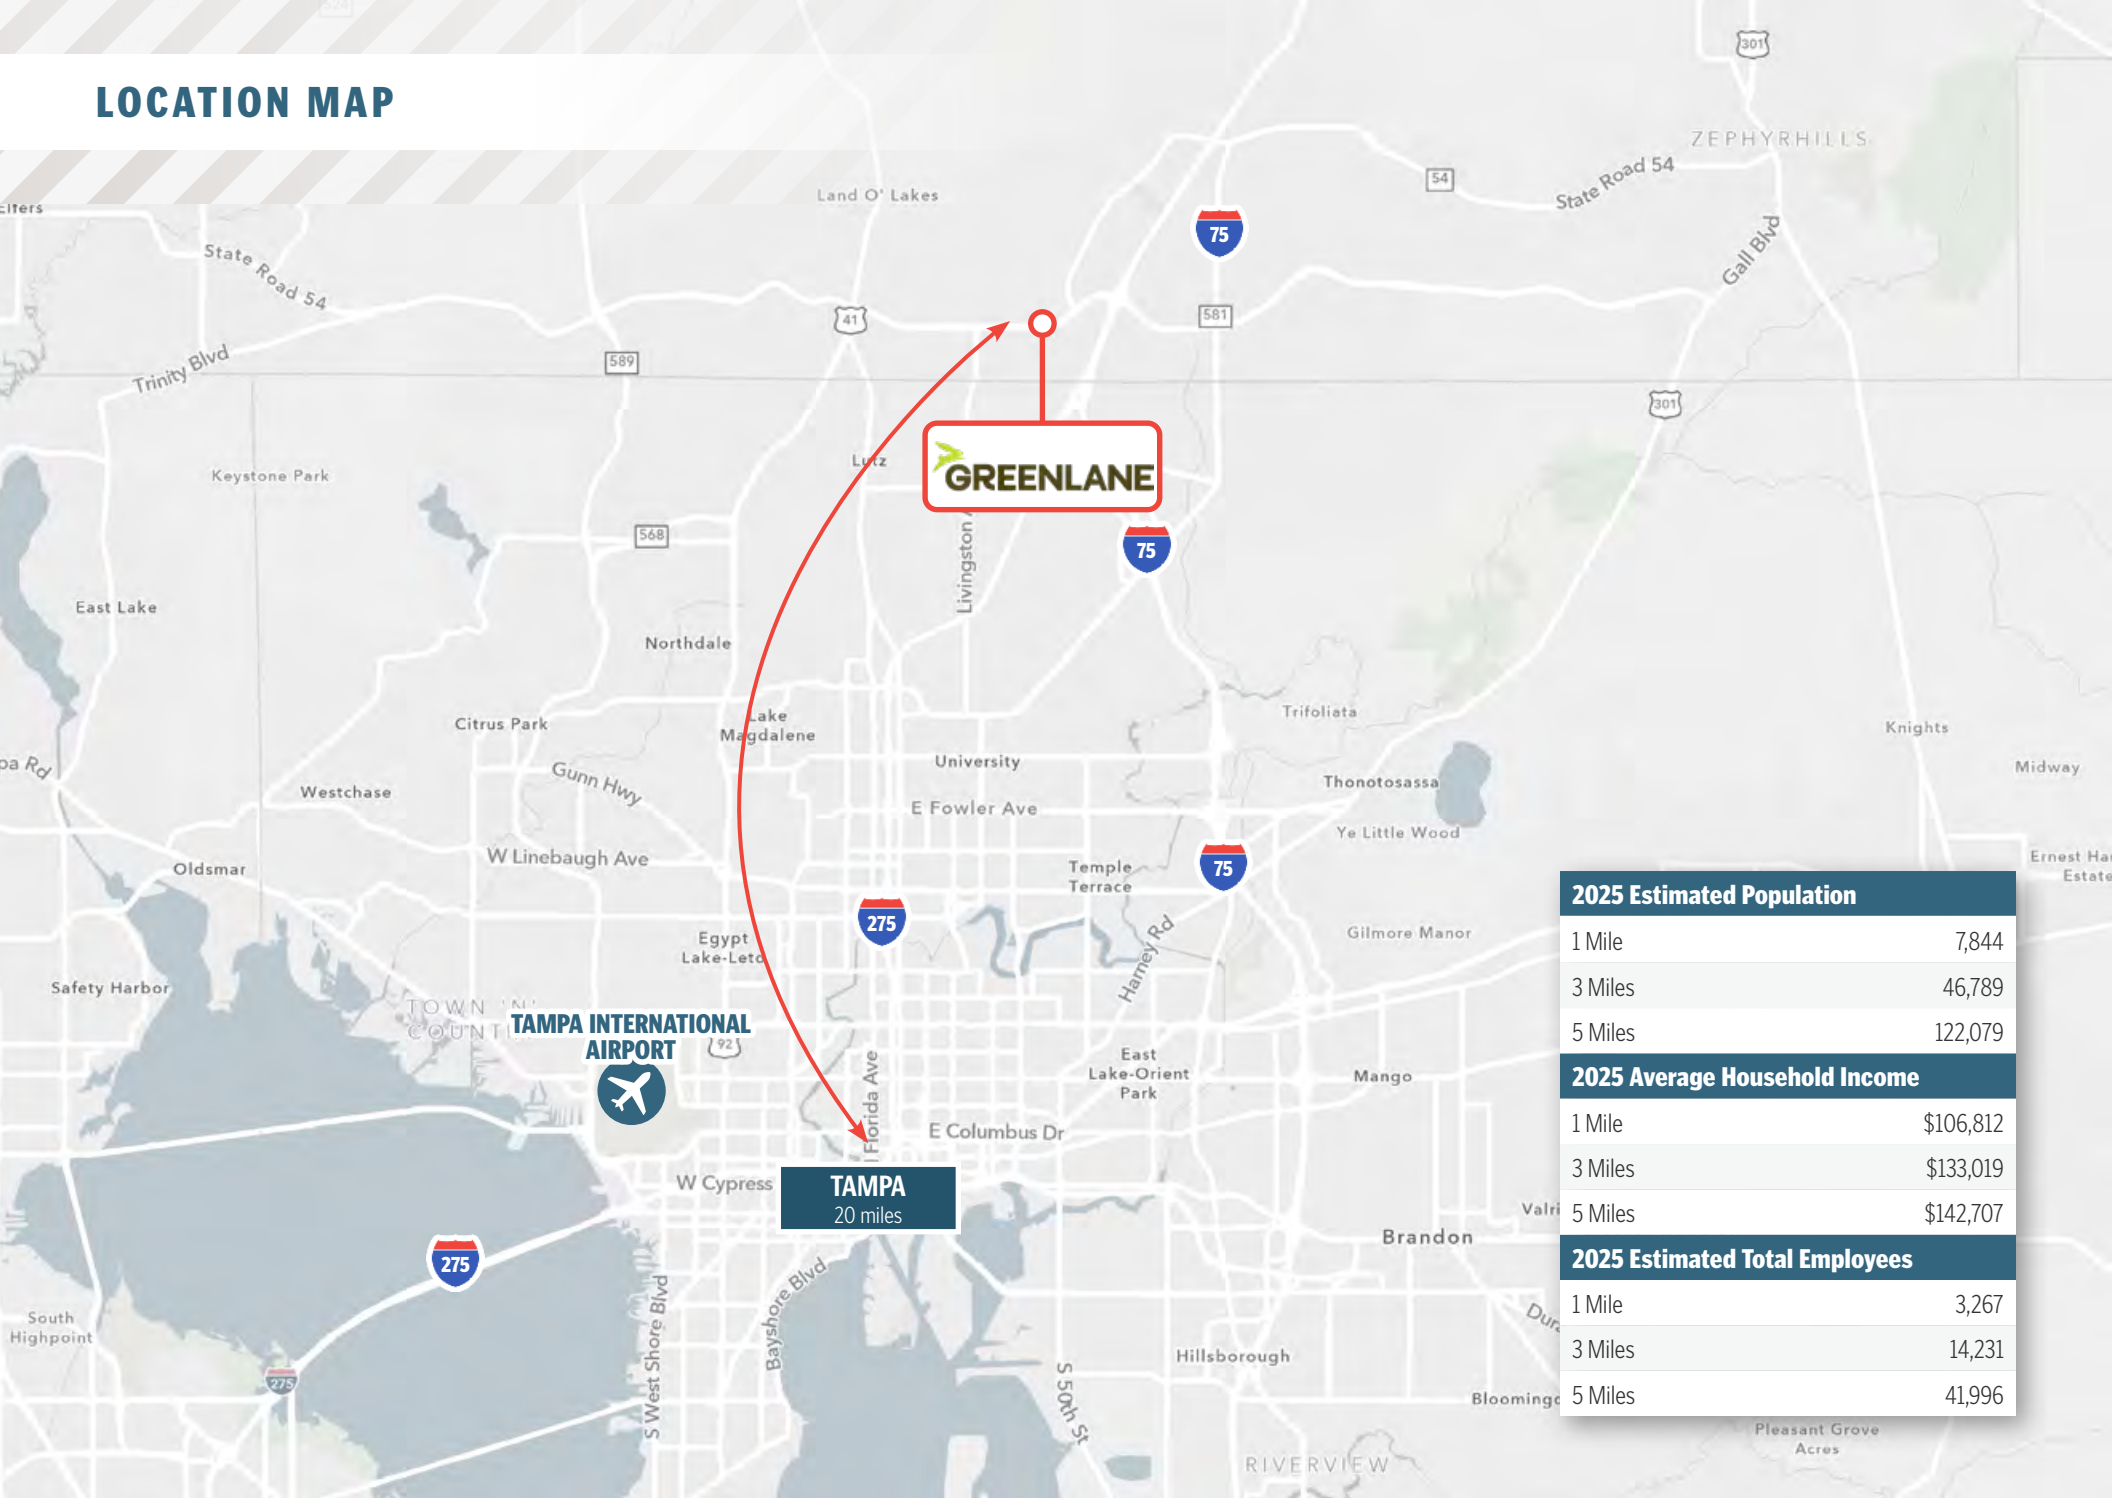 524
LOCATION MAP
301
ZEPHYRHILLS
State Road 54
54
Land O' Lakes
75
State Road 54
Gall Blvd
41
581
589
Trinity Blvd
301
Lutz
GREENLANE
Keystone Park
568
75
Livingston
East Lake
Northdale
Citrus Park
Lake
Magdalene
Trifoliata
Knights
University
Midway
Gunn Hwy
Westchase
Thonotosassa
E Fowler Ave
Ye Little Wood
W Linebaugh Ave
Oldsmar
Temple
Terrace
75
275
Gilmore Manor
Harney Rd
Egypt
Lake-Leto
Safety Harbor
TOWN 'N'
TAMPA INTERNATIONAL
AIRPORT
92
East
Lake-Orient
Park
Mango
N Florida Ave
E Columbus Dr
W Cypress
TAMPA
20 miles
Brandon
275
Bayshore Blvd
S West Shore Blvd
South
Highpoint
275
Hillsborough
S 50th St
RIVERVIEW
Pleasant Grove
Acres
2025 Estimated Population
1 Mile 7,844
3 Miles 46,789
5 Miles 122,079
2025 Average Household Income
1 Mile $106,812
3 Miles $133,019
5 Miles $142,707
2025 Estimated Total Employees
1 Mile 3,267
3 Miles 14,231
5 Miles 41,996